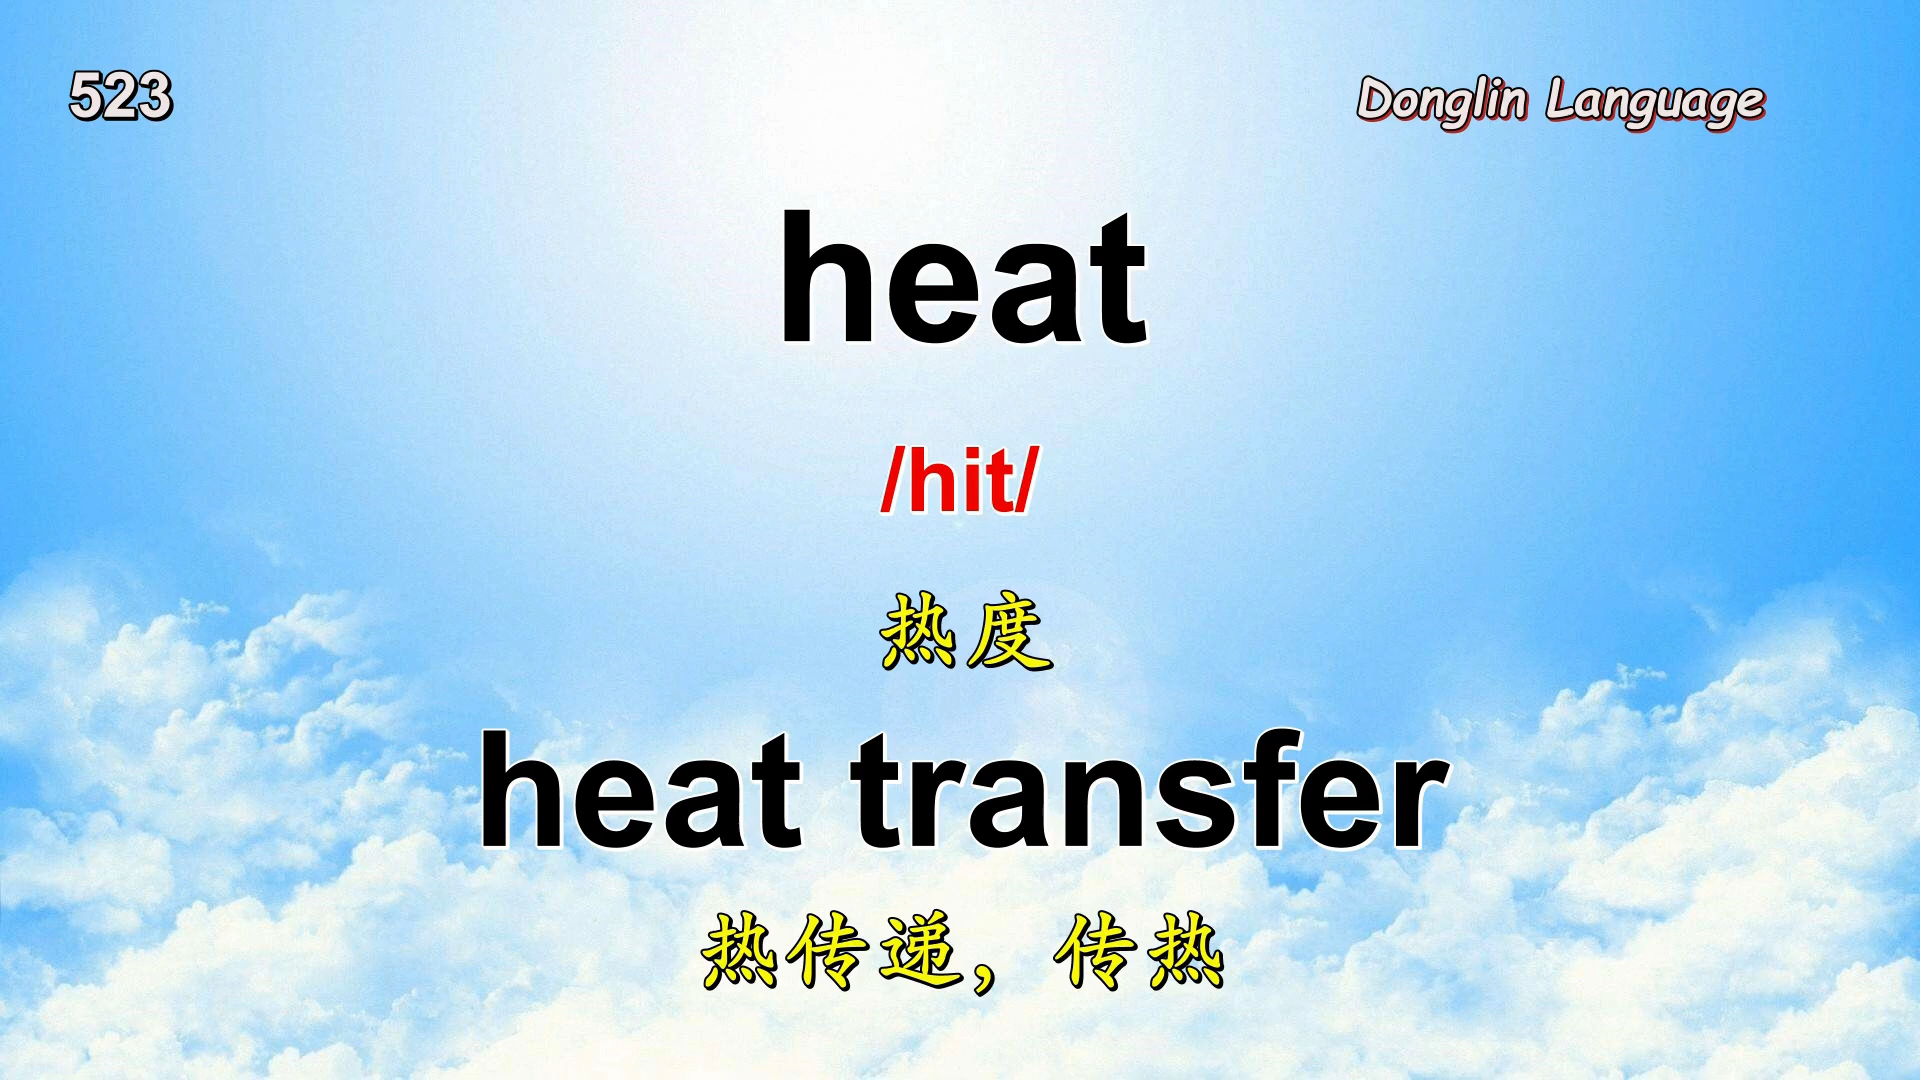 523
Donglin Language
heat
/hit/
热度
heat transfer
热传递，传热